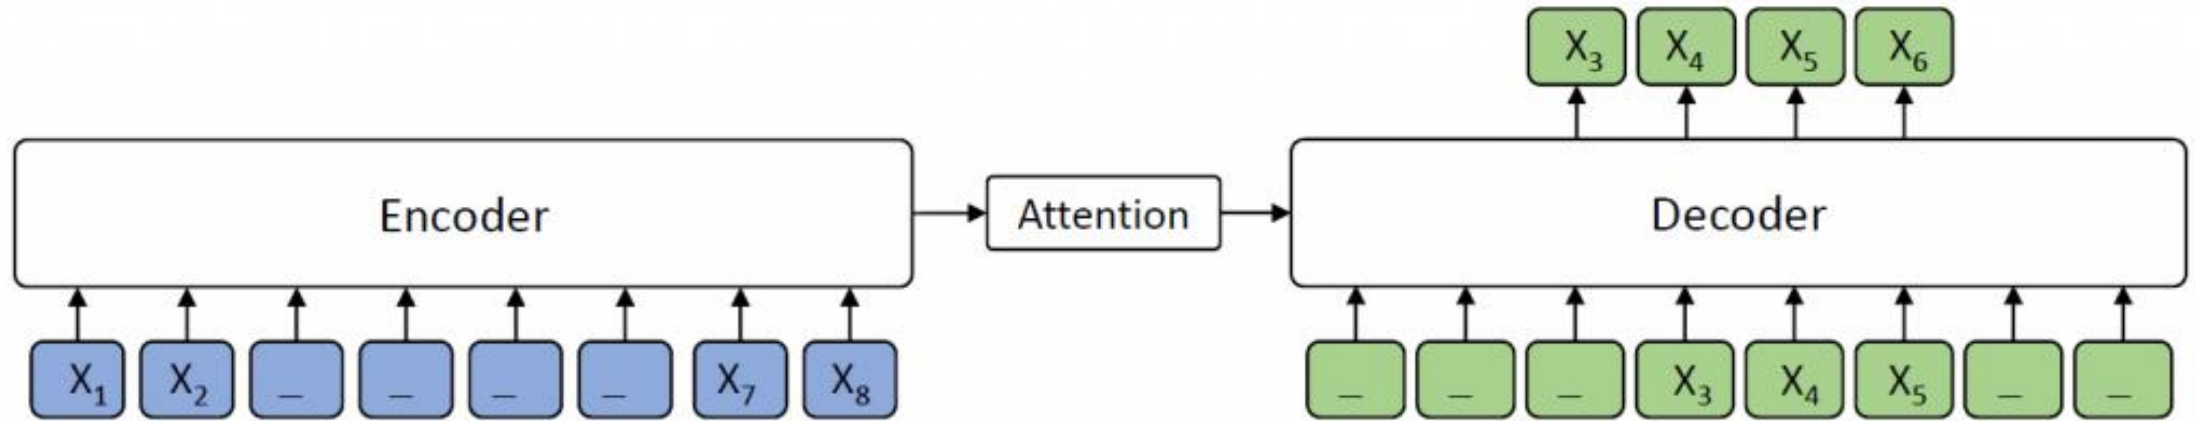 X₃ X₄ X₅ X₆
Encoder Attention Decoder
X₁ X₂ _ _ _ _ X₇ X₈ _ _ _ X₃ X₄ X₅ _ _